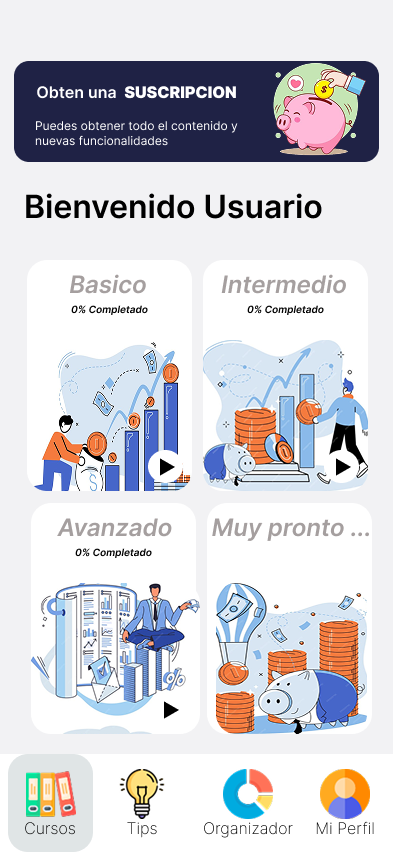 Obten una SUSCRIPCION
Puedes obtener todo el contenido y
nuevas funcionalidades
Bienvenido Usuario
Basico
0% Completado
Intermedio
0% Completado
Avanzado
0% Completado
Muy pronto ...
Cursos
Tips
Organizador
Mi Perfil